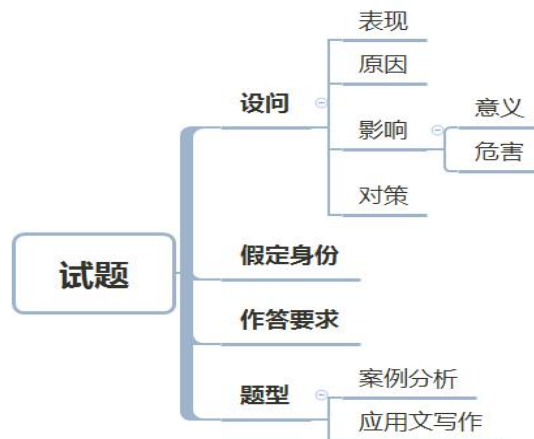 试题
设问
表现
原因
影响
意义
危害
对策
假定身份
作答要求
题型
案例分析
应用文写作